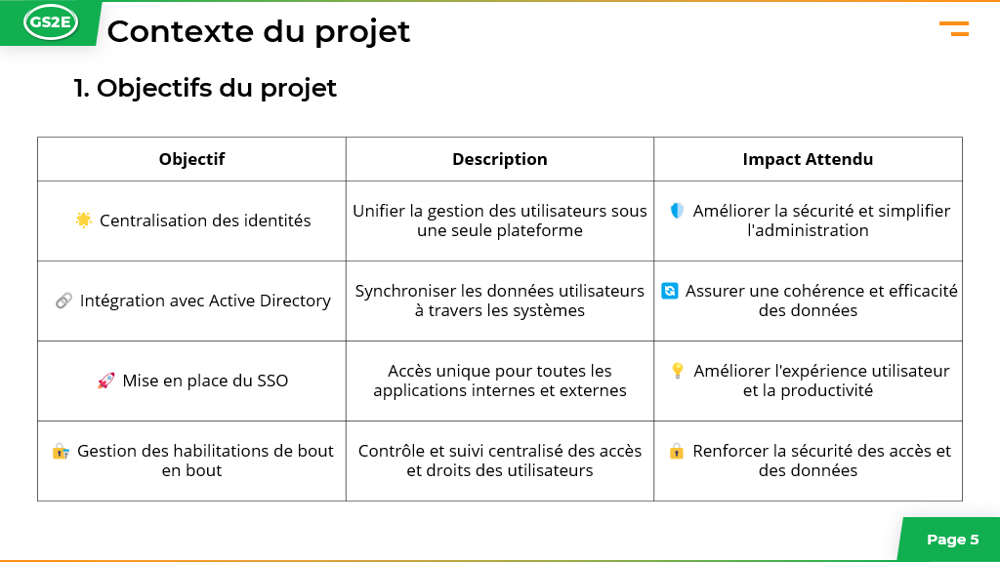 GS2E
Contexte du projet
1. Objectifs du projet
Objectif
Description
Impact Attendu
🌟 Centralisation des identités
Unifier la gestion des utilisateurs sous
une seule plateforme
🛡️ Améliorer la sécurité et simplifier
l'administration
🔗 Intégration avec Active Directory
Synchroniser les données utilisateurs
à travers les systèmes
🔄 Assurer une cohérence et efficacité
des données
🚀 Mise en place du SSO
Accès unique pour toutes les
applications internes et externes
💡 Améliorer l'expérience utilisateur
et la productivité
🔐 Gestion des habilitations de bout
en bout
Contrôle et suivi centralisé des accès
et droits des utilisateurs
🔒 Renforcer la sécurité des accès et
des données
Page 5